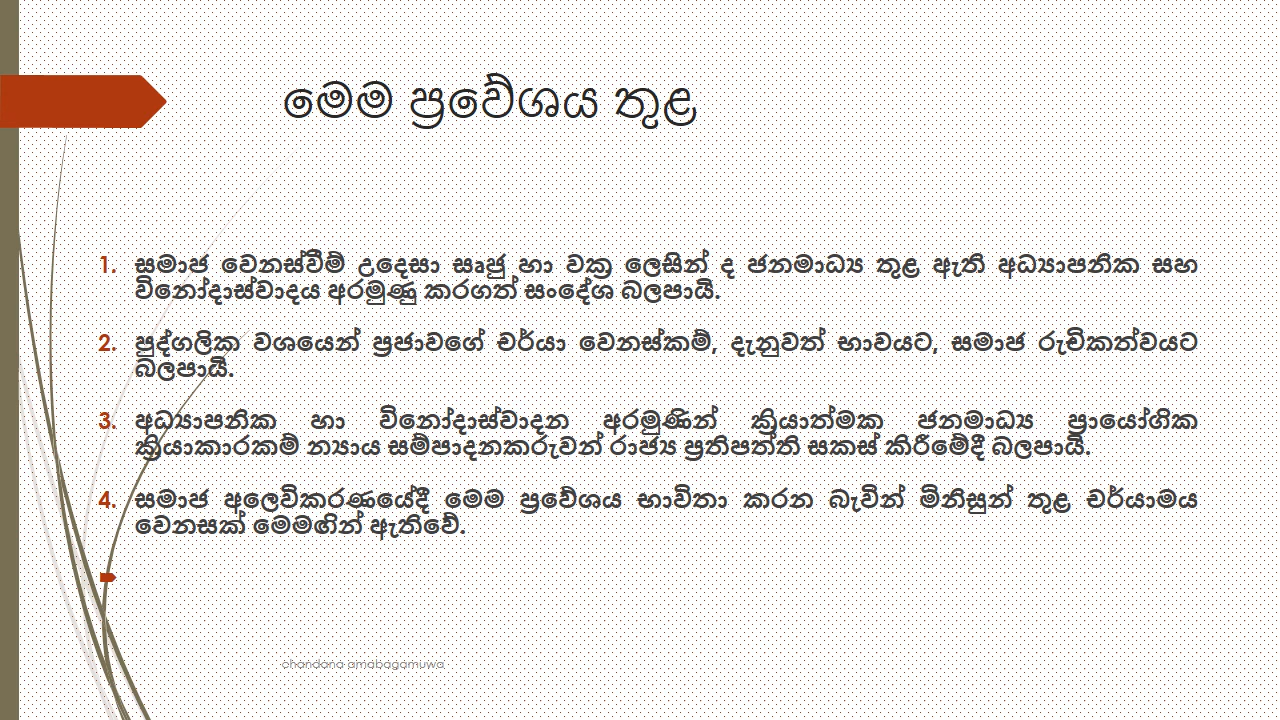 මෙම ප්‍රවේශය තුළ
1. සමාජ වෙනස්වීම් උදෙසා සෘජු හා වක්‍ර ලෙසින් ද ජනමාධ්‍ය තුළ ඇති අධ්‍යාපනික සහ
විනෝදාස්වාදය අරමුණු කරගත් සංදේශ බලපායි.
2. පුද්ගලික වශයෙන් ප්‍රජාවගේ චර්යා වෙනස්කම්, දැනුවත් භාවයට, සමාජ රුචිකත්වයට
බලපායි.
3. අධ්‍යාපනික හා විනෝදාස්වාදන අරමුණින් ක්‍රියාත්මක ජනමාධ්‍ය ප්‍රායෝගික
ක්‍රියාකාරකම් න්‍යාය සම්පාදනකරුවන් රාජ්‍ය ප්‍රතිපත්ති සකස් කිරීමේදී බලපායි.
4. සමාජ අලෙවිකරණයේදී මෙම ප්‍රවේශය භාවිතා කරන බැවින් මිනිසුන් තුළ චර්යාමය
වෙනසක් මෙමඟින් ඇතිවේ.
chandana amabagamuwa